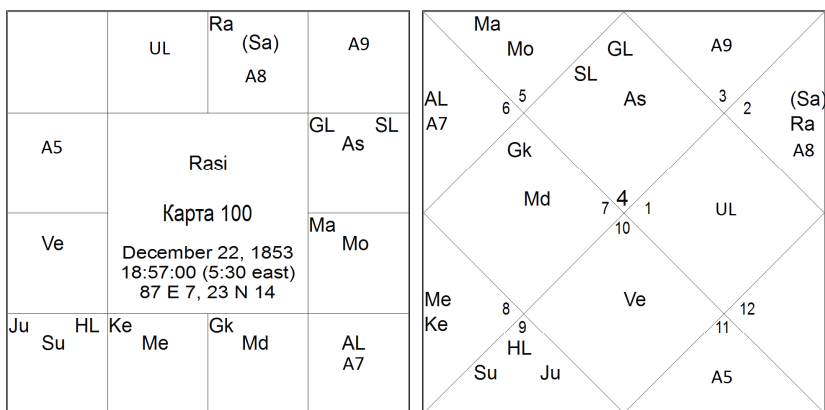 UL
Ra
(Sa)
A8
A9
A5
GL SL
As
Rasi
Карта 100
December 22, 1853
18:57:00 (5:30 east)
87 E 7, 23 N 14
Ve
Ma
Mo
Ju HL
Su
Ke
Me
Gk
Md
AL
A7
Ma
Mo
GL
SL
As
A9
AL
A7
6 5
3 2
(Sa)
Ra
A8
Gk
Md
7 4 1
10
UL
Me
Ke
8
9
HL
Su Ju
Ve
12
11
A5